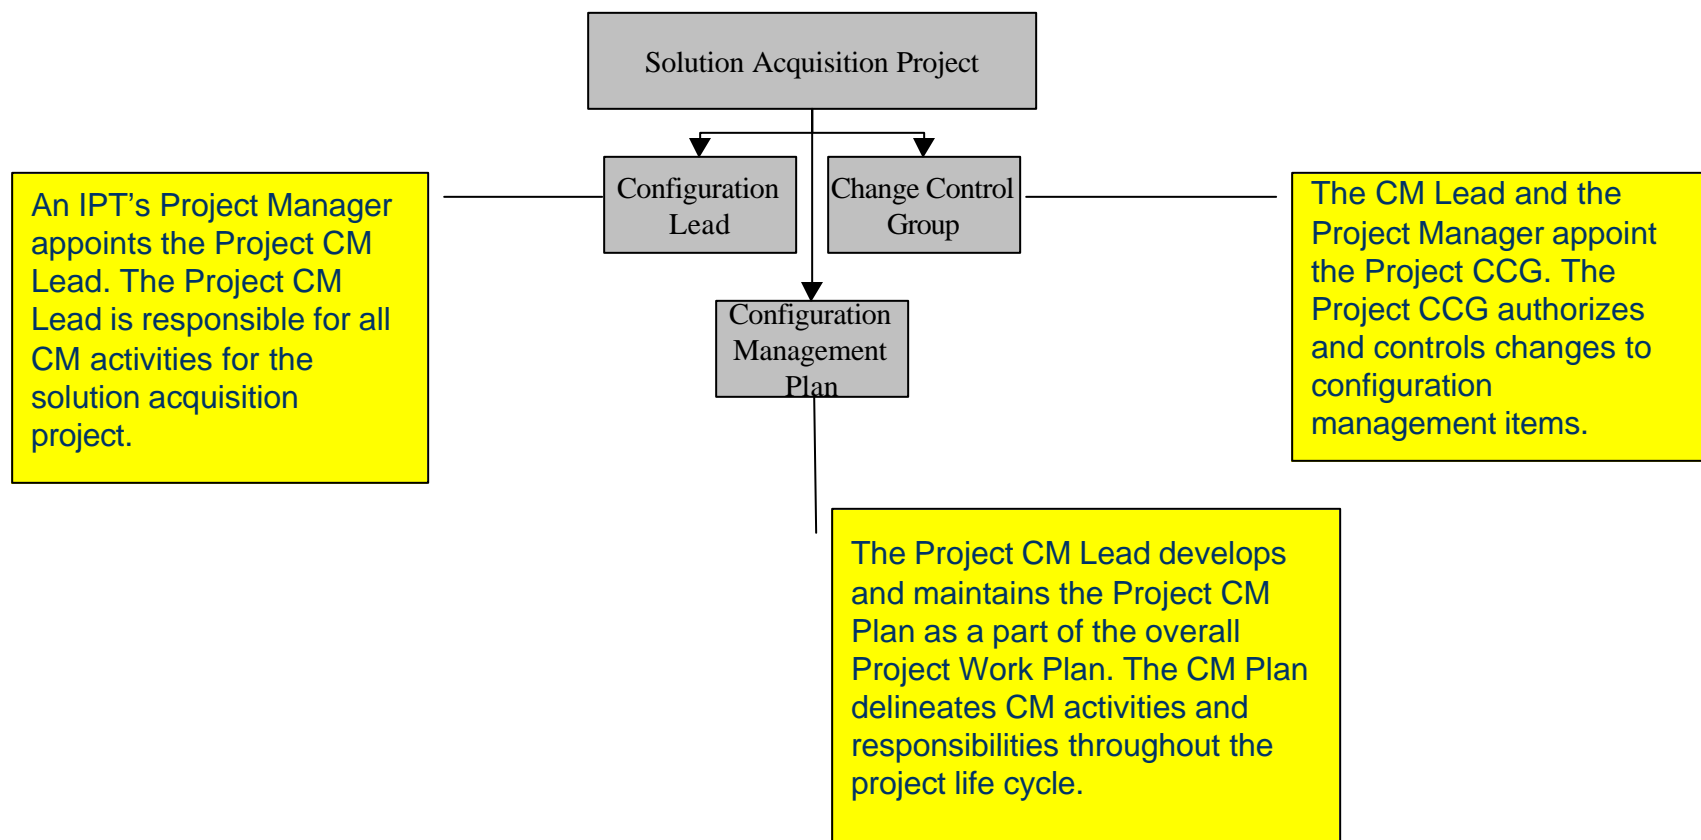 Solution Acquisition Project
Configuration
Lead
Change Control
Group
An IPT’s Project Manager
appoints the Project CM
Lead. The Project CM
Lead is responsible for all
CM activities for the
solution acquisition
project.
The CM Lead and the
Project Manager appoint
the Project CCG. The
Project CCG authorizes
and controls changes to
configuration
management items.
Configuration
Management
Plan
The Project CM Lead develops
and maintains the Project CM
Plan as a part of the overall
Project Work Plan. The CM Plan
delineates CM activities and
responsibilities throughout the
project life cycle.